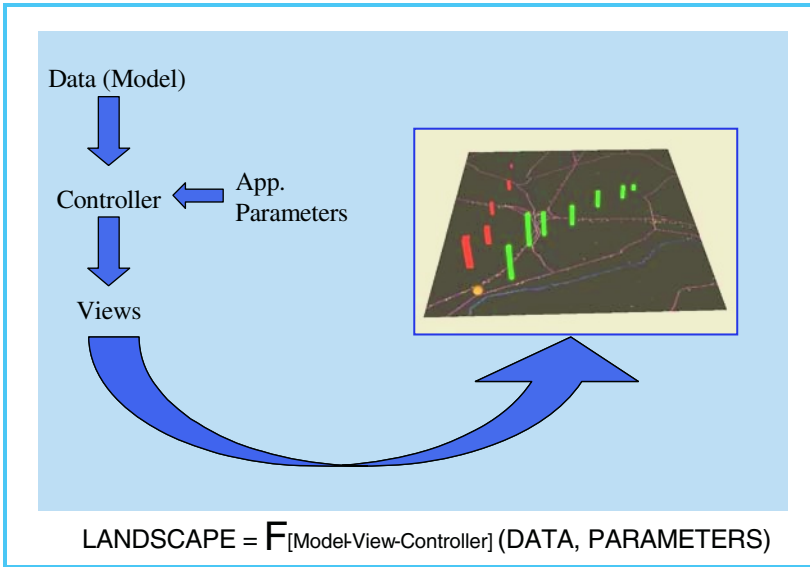 Data (Model)
Controller
App.
Parameters
Views
LANDSCAPE = F[Model-View-Controller] (DATA, PARAMETERS)